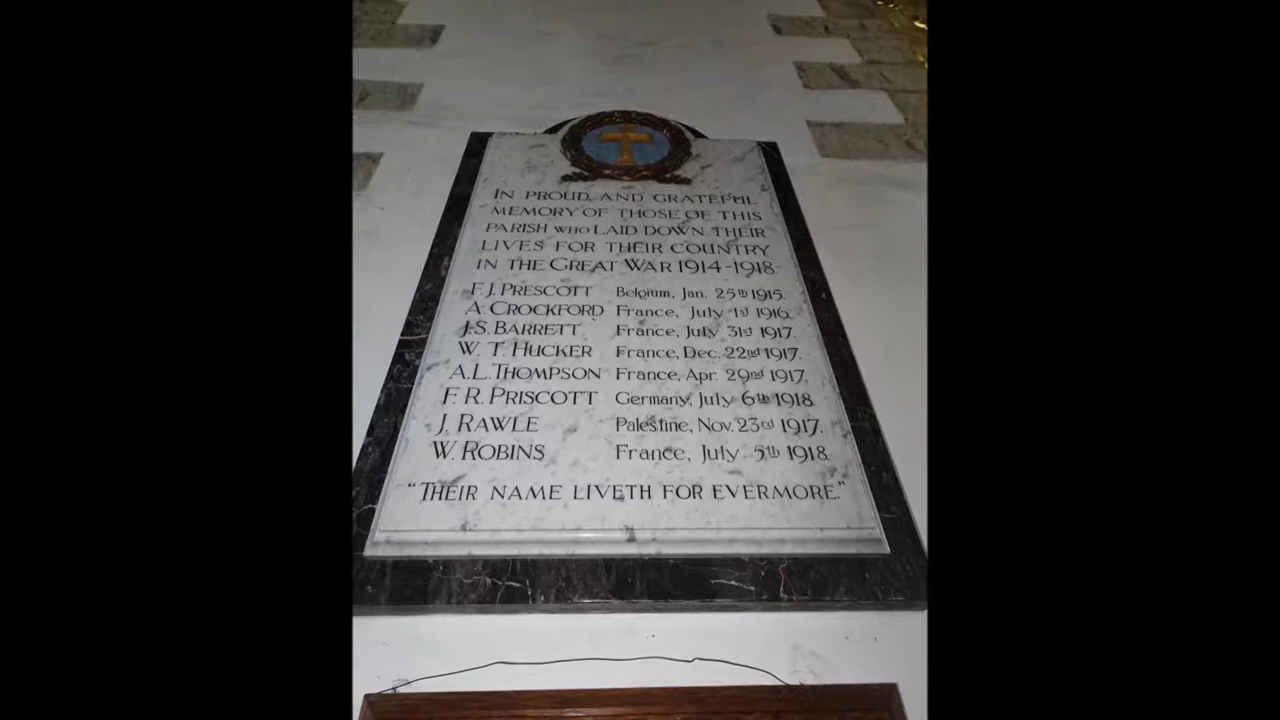 IN PROUD AND GRATEFUL
MEMORY OF THOSE OF THIS
PARISH WHO LAID DOWN THEIR
LIVES FOR THEIR COUNTRY
IN THE GREAT WAR 1914-1918.
F. J. PRESCOTT Belgium, Jan. 25th 1915.
A. CROCKFORD France, July 1st 1916.
J.S. BARRETT France, July 31st 1917.
W. T. HUCKER France, Dec. 22nd 1917.
A.L. THOMPSON France, Apr. 29nd 1917.
F. R. PRISCOTT Germany, July 6th 1918.
J. RAWLE Palestine, Nov. 23rd 1917.
W. ROBINS France, July 5th 1918.
"THEIR NAME LIVETH FOR EVERMORE."